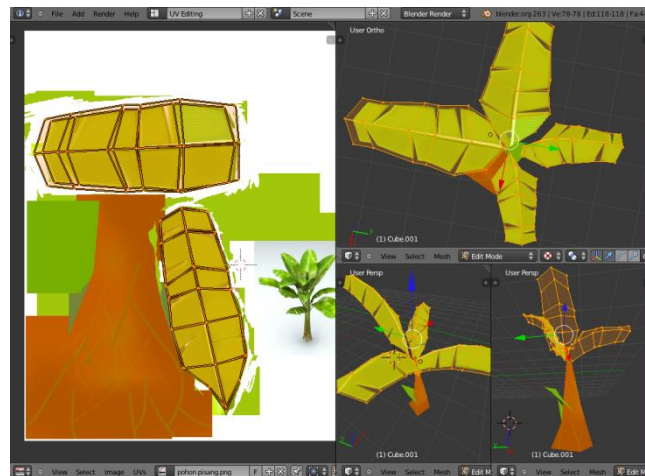 File Add Render Help UV Editing Scene Blender Render blender.org 263 | Ve:78-78 | Ed:118-118 | Fa:4
User Ortho
(1) Cube.001
View Select Mesh Edit Mode
User Persp
User Persp
(1) Cube.001
(1) Cube.001
View Select Image UVs pohon pisang.png F View Select Mesh Edit M View Select Mesh Edit M